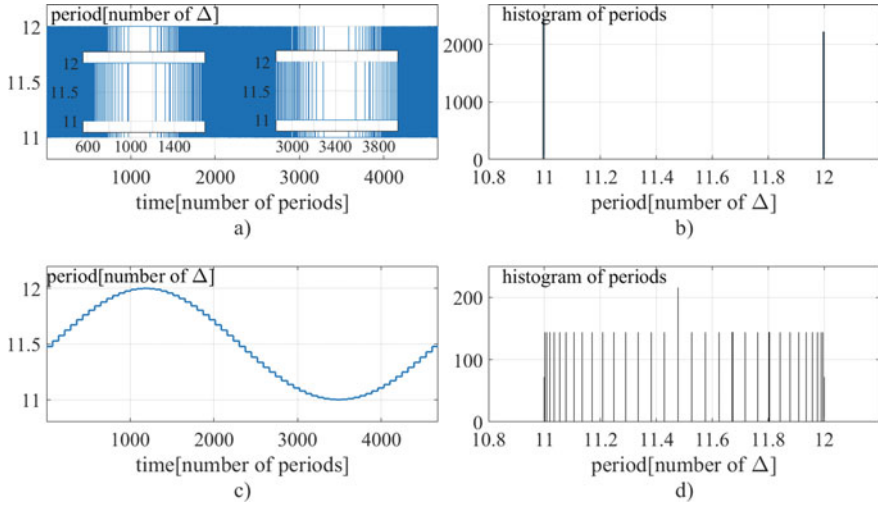 period[number of Δ]
12
11.5
11
12
11.5
11
600 1000 1400
3000 3400 3800
1000 2000 3000 4000
time[number of periods]
a)
histogram of periods
2000
1000
0
10.8 11 11.2 11.4 11.6 11.8 12
period[number of Δ]
b)
period[number of Δ]
12
11.5
11
1000 2000 3000 4000
time[number of periods]
c)
histogram of periods
200
100
0
10.8 11 11.2 11.4 11.6 11.8 12
period[number of Δ]
d)